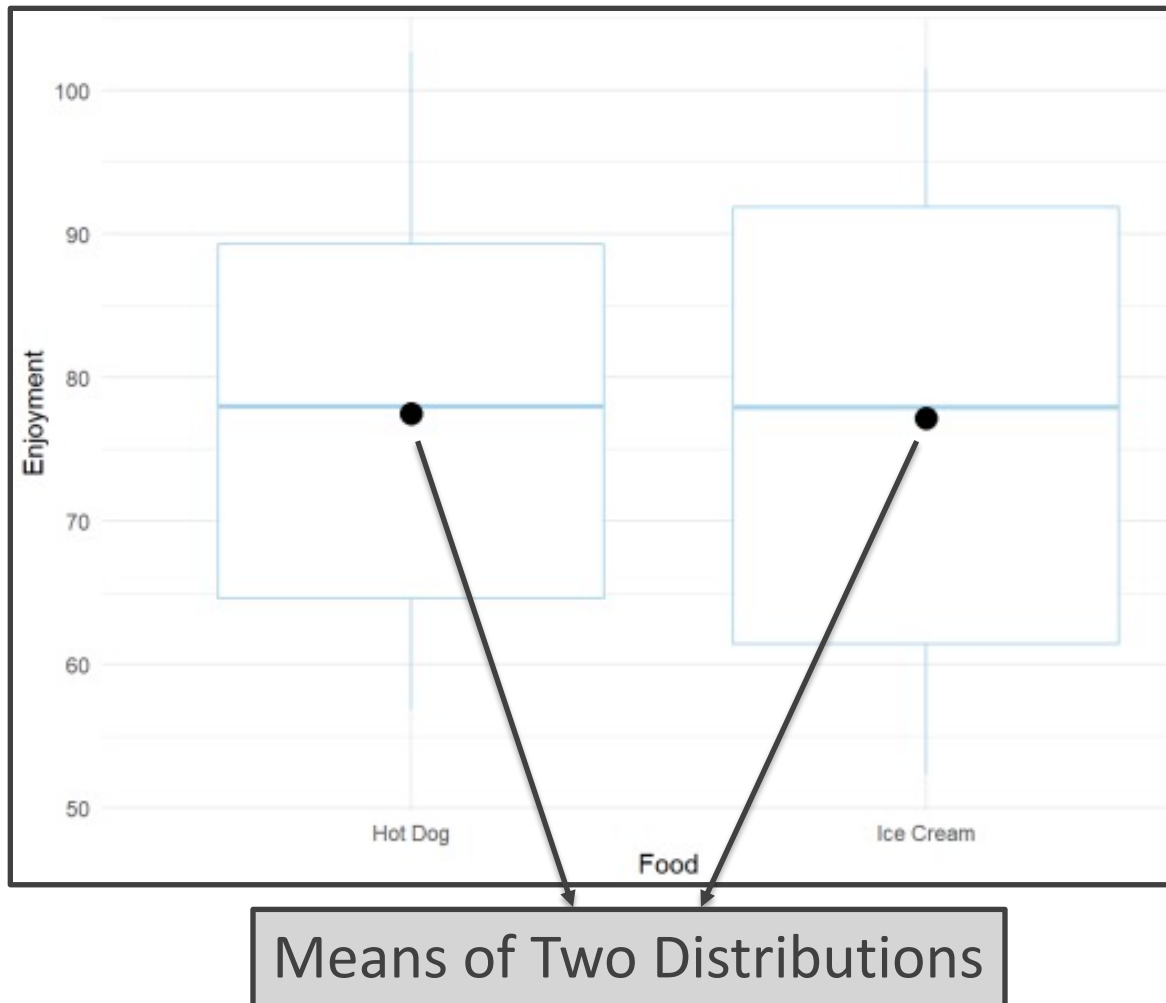 100
90
80
70
60
50
Enjoyment
Hot Dog
Ice Cream
Food
Means of Two Distributions